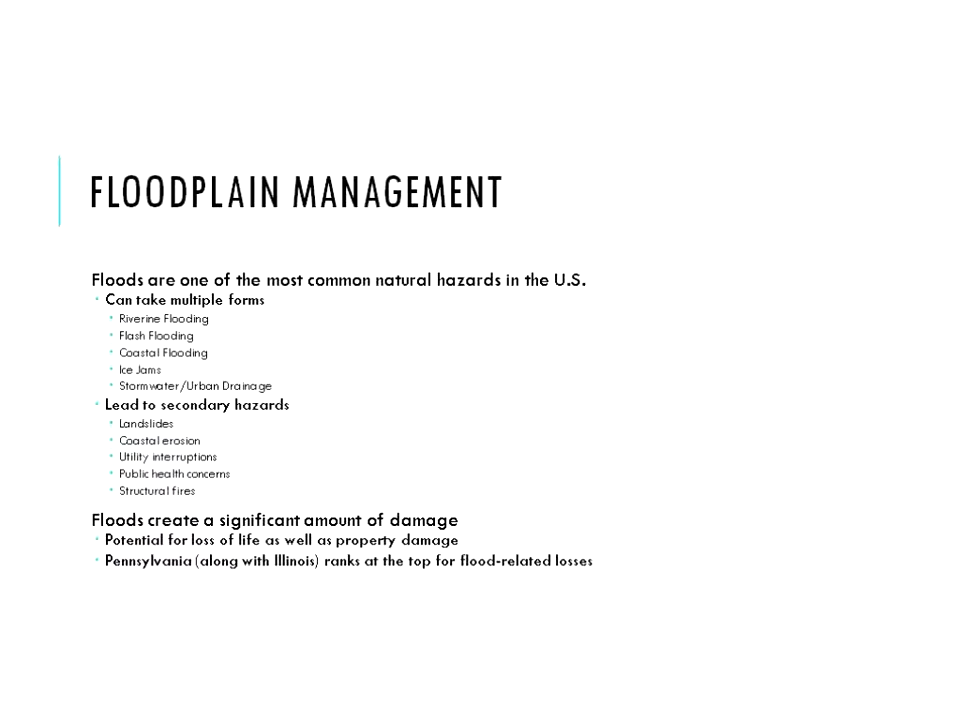 FLOODPLAIN MANAGEMENT
Floods are one of the most common natural hazards in the U.S.
Can take multiple forms
Riverine Flooding
Flash Flooding
Coastal Flooding
Ice Jams
Stormwater/Urban Drainage
Lead to secondary hazards
Landslides
Coastal erosion
Utility interruptions
Public health concerns
Structural fires
Floods create a significant amount of damage
Potential for loss of life as well as property damage
Pennsylvania (along with Illinois) ranks at the top for flood-related losses